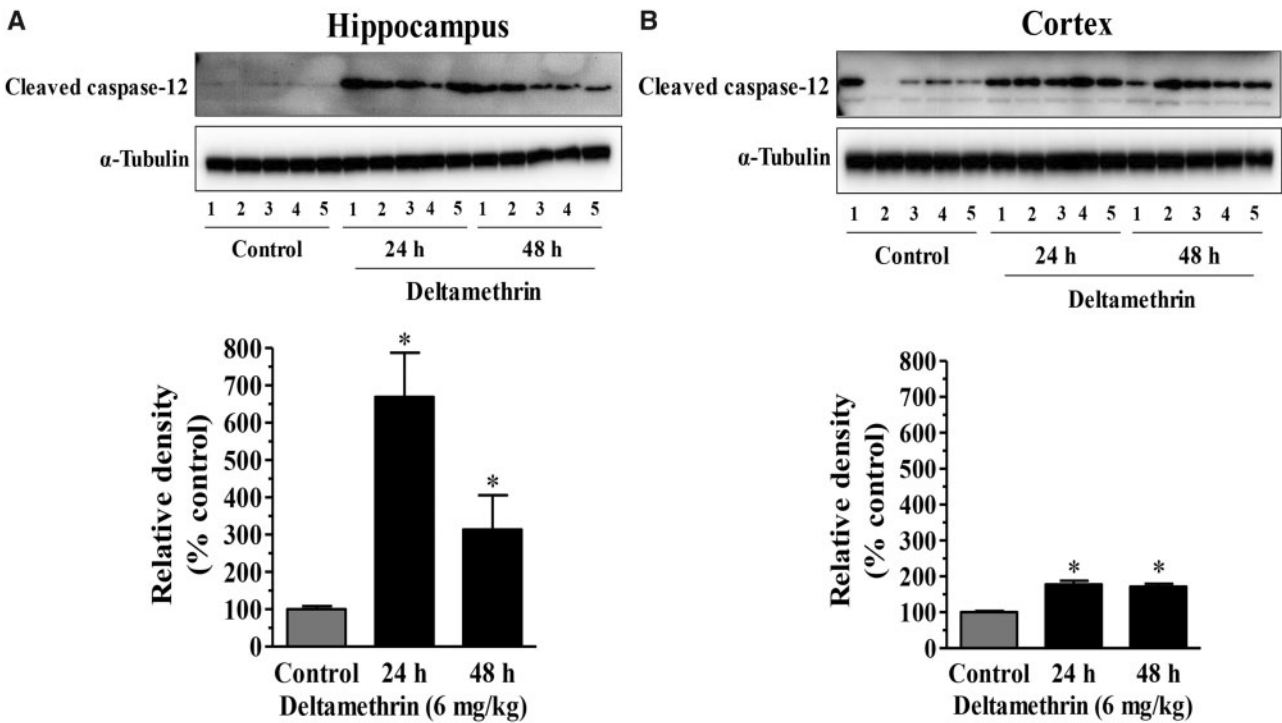 A
Hippocampus
Cleaved caspase-12
α-Tubulin
1 2 3 4 5 1 2 3 4 5 1 2 3 4 5
Control 24 h 48 h
Deltamethrin
800
700
600
500
400
300
200
100
0
Relative density
(% control)
*
*
Control 24 h 48 h
Deltamethrin (6 mg/kg)
B
Cortex
Cleaved caspase-12
α-Tubulin
1 2 3 4 5 1 2 3 4 5 1 2 3 4 5
Control 24 h 48 h
Deltamethrin
800
700
600
500
400
300
200
100
0
Relative density
(% control)
*
*
Control 24 h 48 h
Deltamethrin (6 mg/kg)